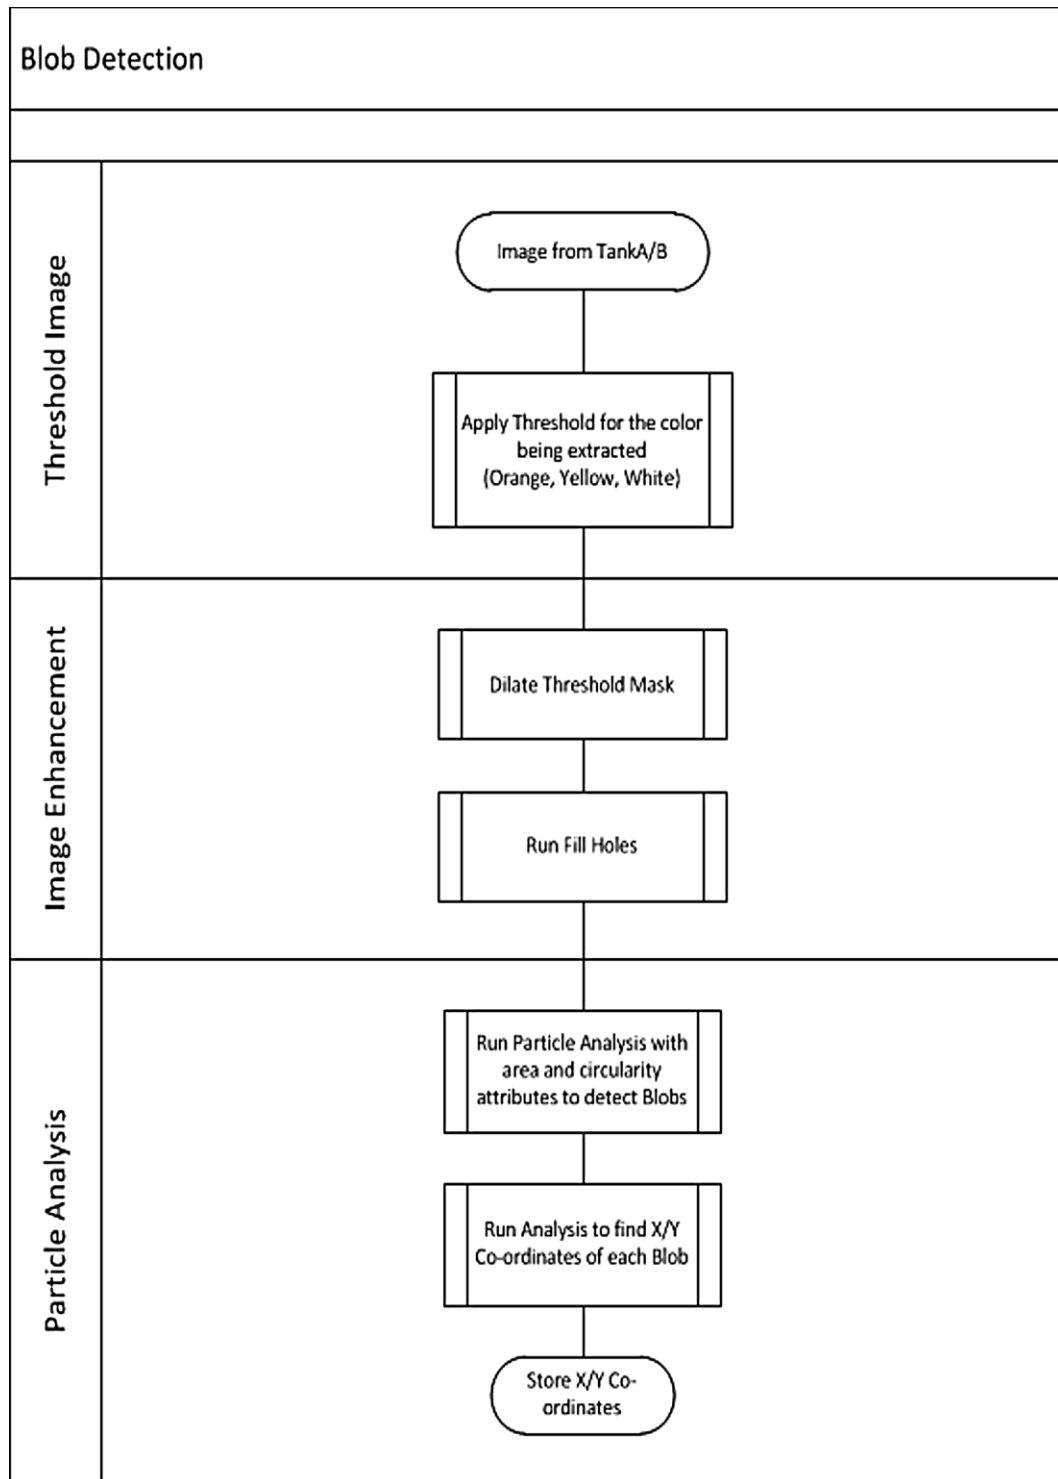 Blob Detection
Threshold Image
Image from TankA/B
Apply Threshold for the color
being extracted
(Orange, Yellow, White)
Image Enhancement
Dilate Threshold Mask
Run Fill Holes
Particle Analysis
Run Particle Analysis with
area and circularity
attributes to detect Blobs
Run Analysis to find X/Y
Co-ordinates of each Blob
Store X/Y Co-
ordinates